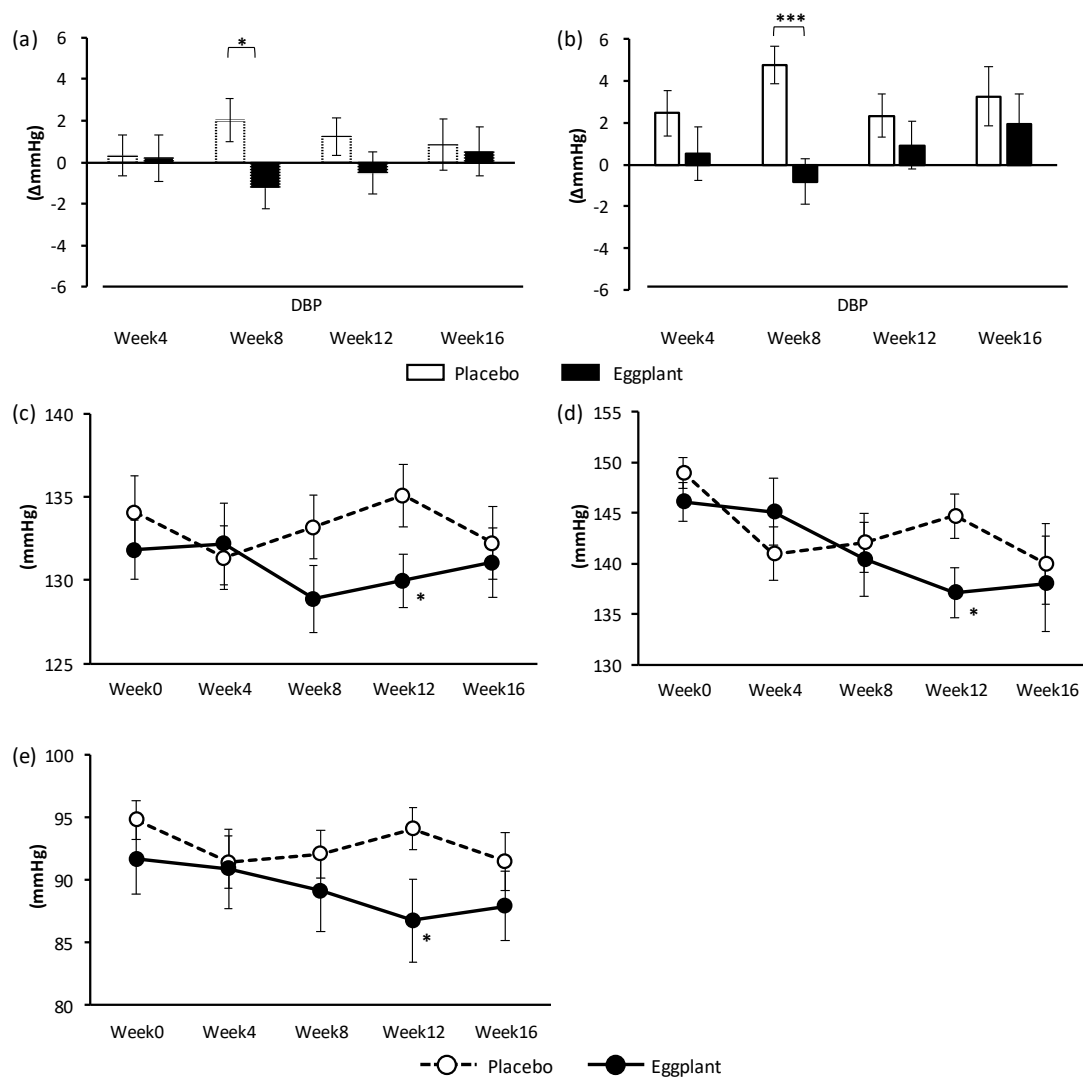 (a)
6
4
2
0
-2
-4
-6
(ΔmmHg)
*
DBP
Week4 Week8 Week12 Week16
(b)
6
4
2
0
-2
-4
-6
(ΔmmHg)
***
DBP
Week4 Week8 Week12 Week16
Placebo Eggplant
(c)
140
135
130
125
(mmHg)
*
Week0 Week4 Week8 Week12 Week16
(d)
155
150
145
140
135
130
(mmHg)
*
Week0 Week4 Week8 Week12 Week16
(e)
100
95
90
85
80
(mmHg)
*
Week0 Week4 Week8 Week12 Week16
Placebo Eggplant